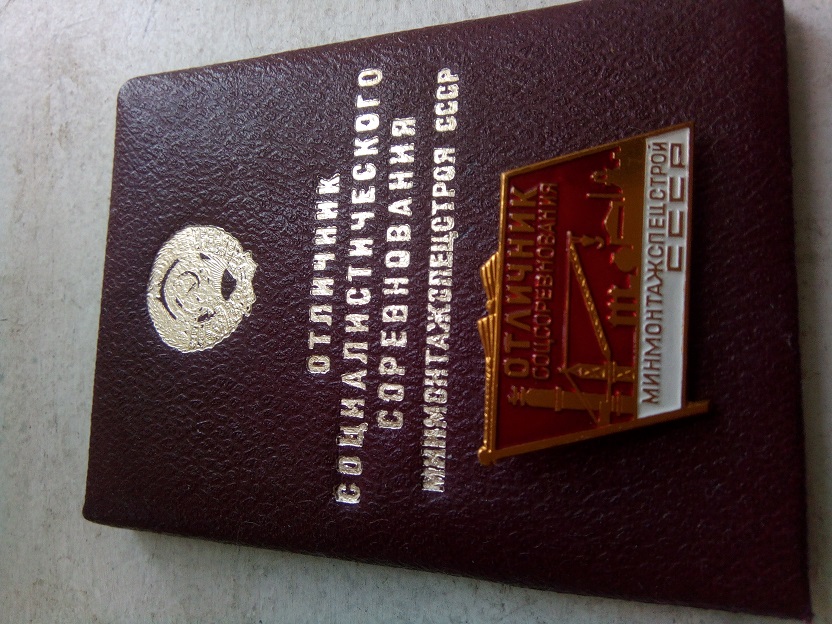 ОТЛИЧНИК
СОЦИАЛИСТИЧЕСКОГО
СОРЕВНОВАНИЯ
МИНМОНТАЖСПЕЦСТРОЯ СССР
ОТЛИЧНИК
СОЦСОРЕВНОВАНИЯ
МИНМОНТАЖСПЕЦСТРОЙ
СССР